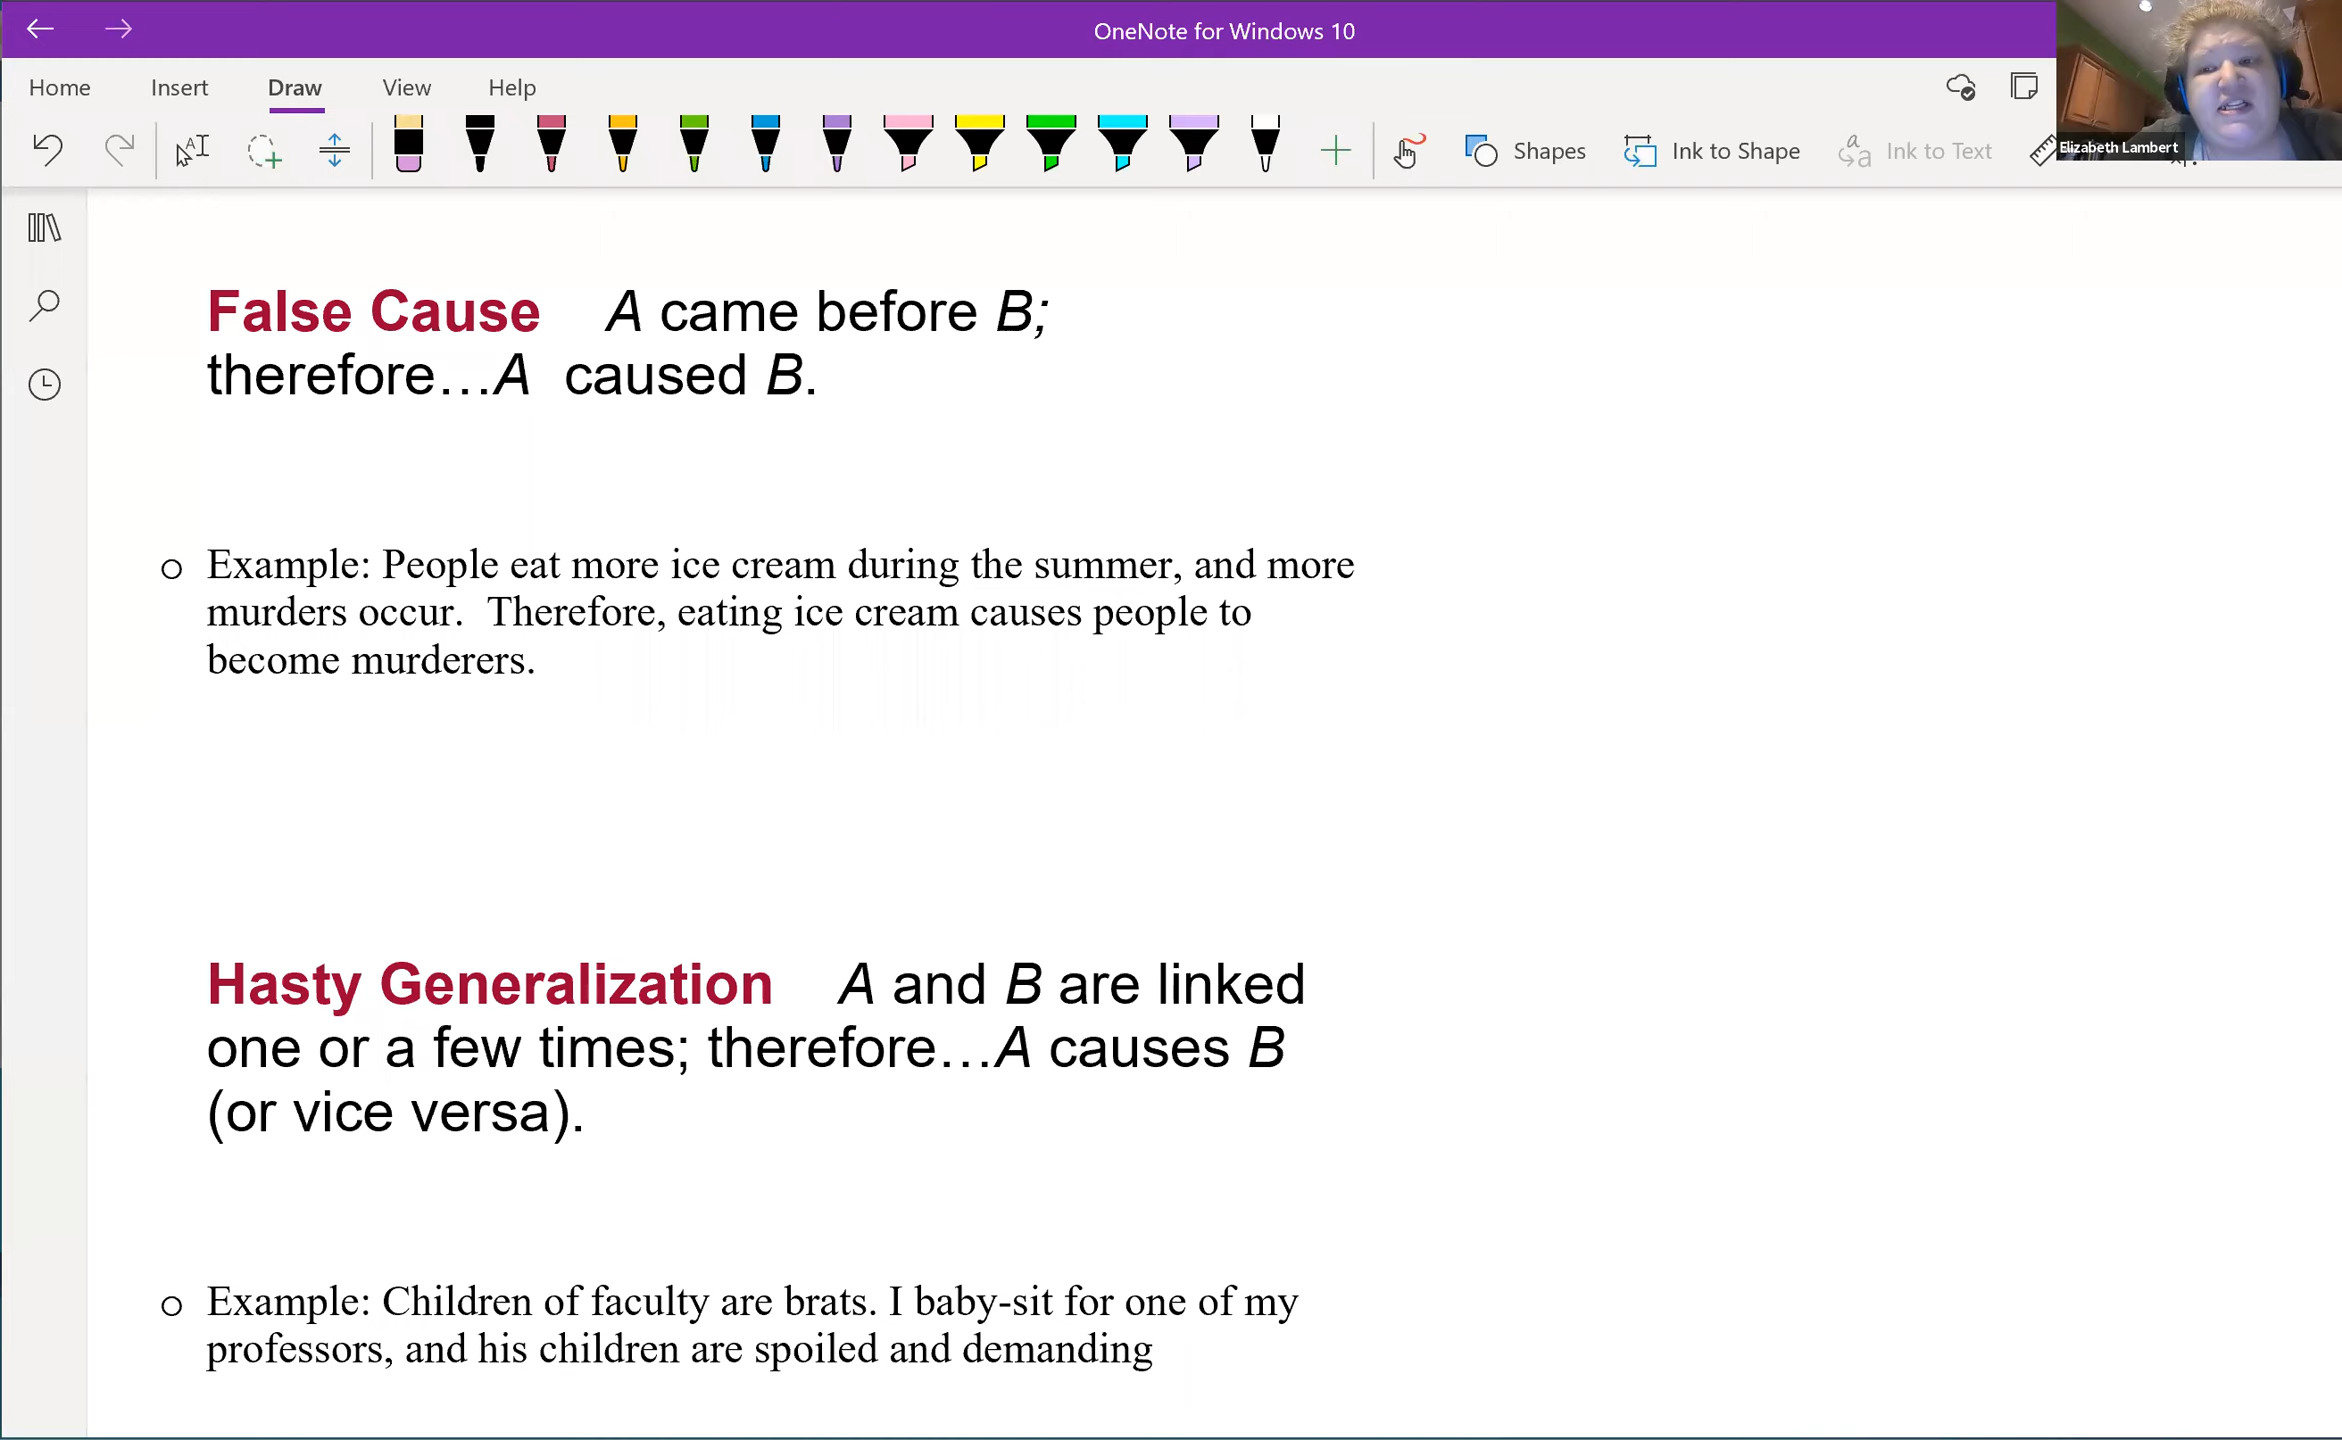 OneNote for Windows 10
Home Insert Draw View Help
Shapes Ink to Shape Ink to Text
Elizabeth Lambert
False Cause A came before B;
therefore…A caused B.
o Example: People eat more ice cream during the summer, and more
murders occur. Therefore, eating ice cream causes people to
become murderers.
Hasty Generalization A and B are linked
one or a few times; therefore…A causes B
(or vice versa).
o Example: Children of faculty are brats. I baby-sit for one of my
professors, and his children are spoiled and demanding